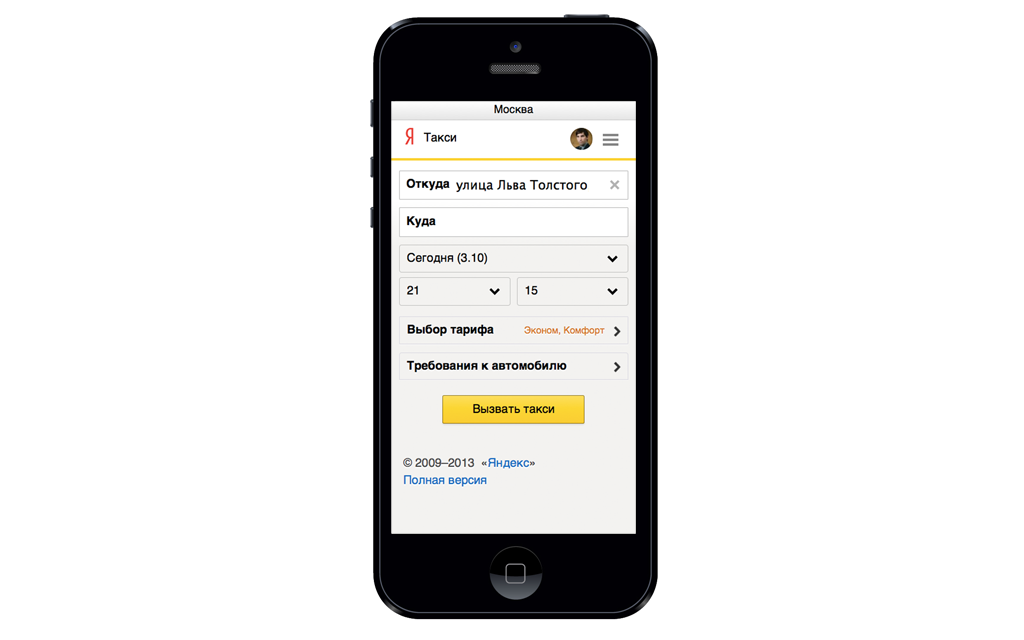 Москва
Я Такси
Откуда улица Льва Толстого
Куда
Сегодня (3.10)
21 15
Выбор тарифа Эконом, Комфорт
Требования к автомобилю
Вызвать такси
© 2009–2013 «Яндекс»
Полная версия